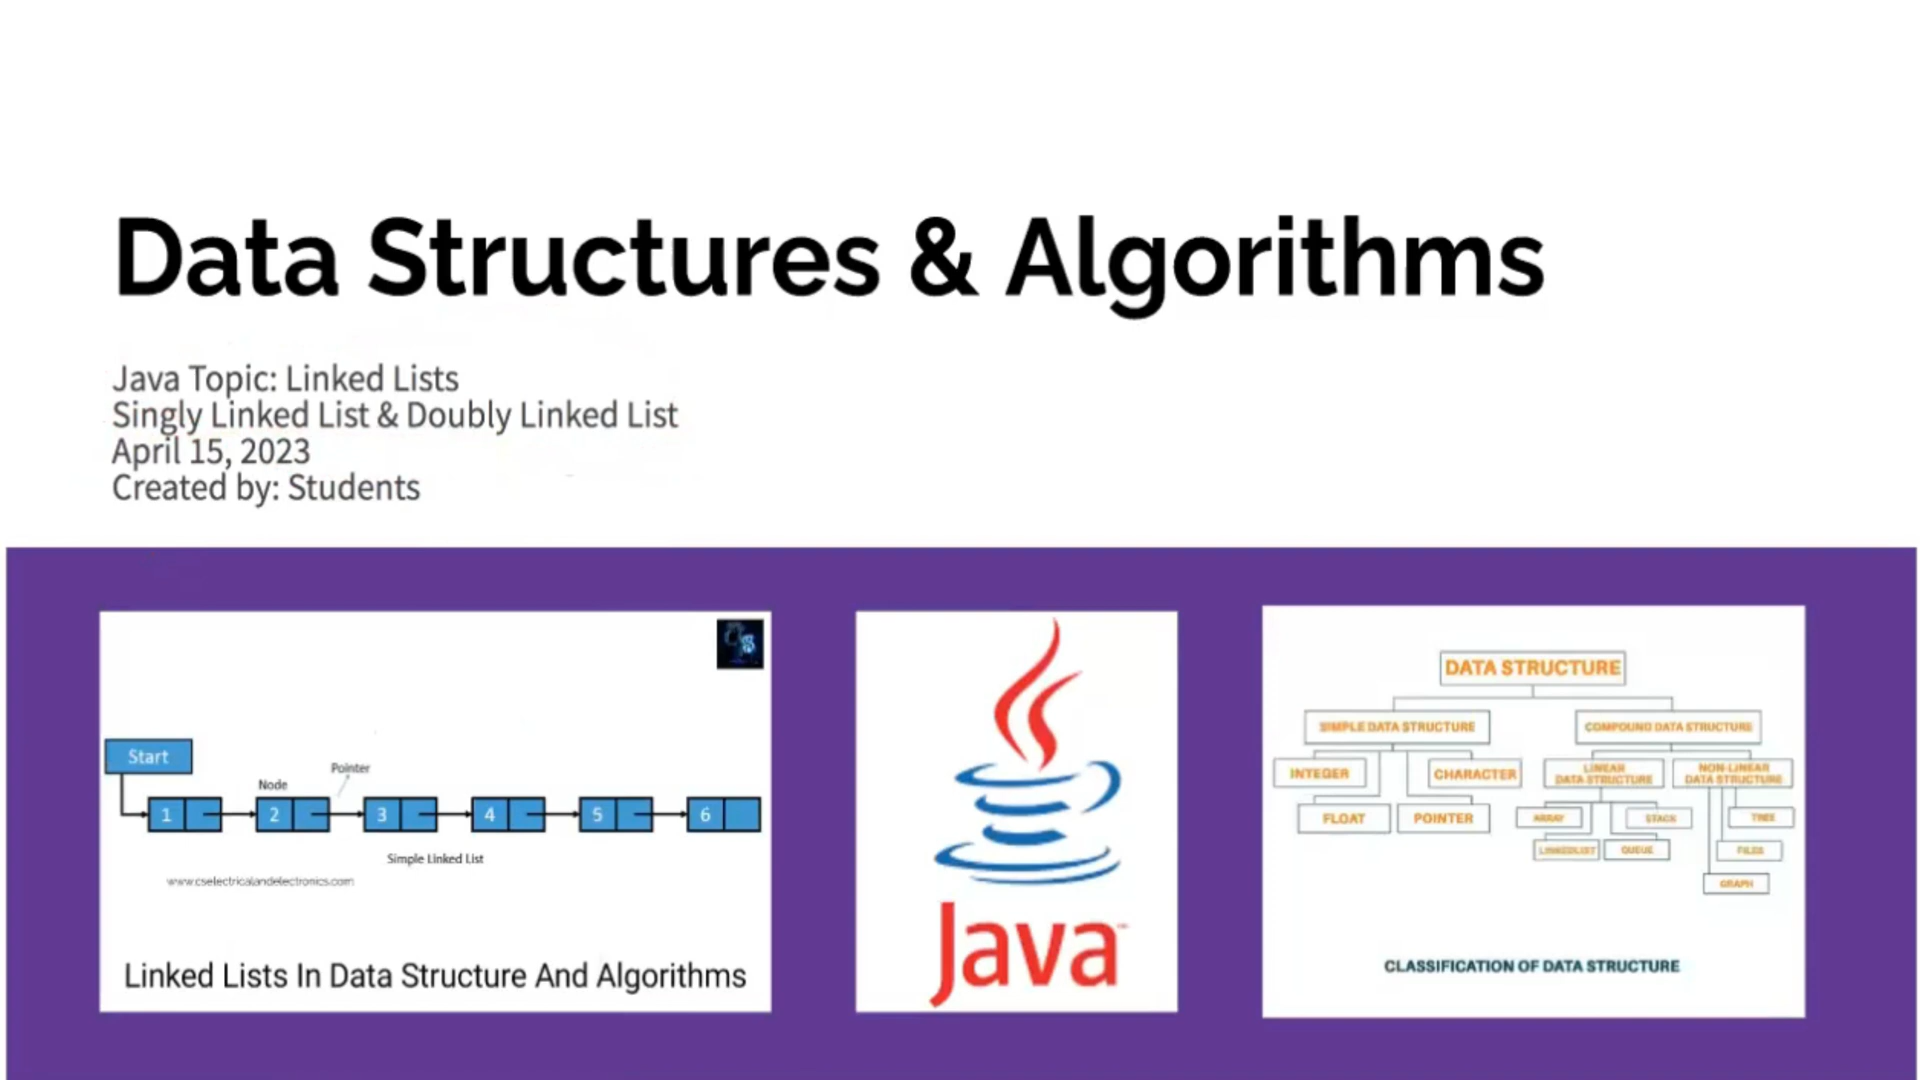 Data Structures & Algorithms
Java Topic: Linked Lists
Singly Linked List & Doubly Linked List
April 15, 2023
Created by: Students
Start
Node
Pointer
1 2 3 4 5 6
Simple Linked List
www.cselectricalandelectronics.com
Linked Lists In Data Structure And Algorithms
Java
DATA STRUCTURE
SIMPLE DATA STRUCTURE
COMPOUND DATA STRUCTURE
INTEGER
CHARACTER
LINEAR
DATA STRUCTURE
NON-LINEAR
DATA STRUCTURE
FLOAT
POINTER
ARRAY
STACK
TREE
LINKEDLIST
QUEUE
FILES
GRAPH
CLASSIFICATION OF DATA STRUCTURE